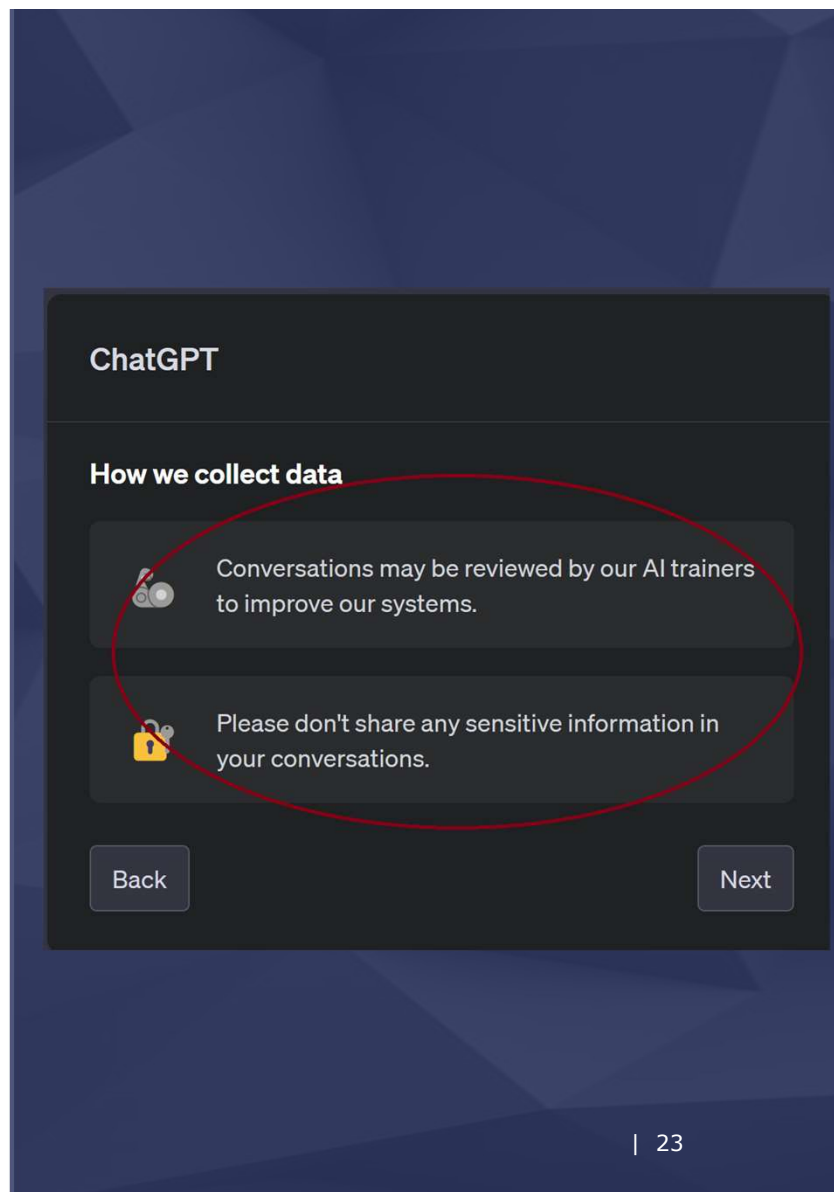 ChatGPT
How we collect data
Conversations may be reviewed by our AI trainers
to improve our systems.
Please don't share any sensitive information in
your conversations.
Back
Next
| 23